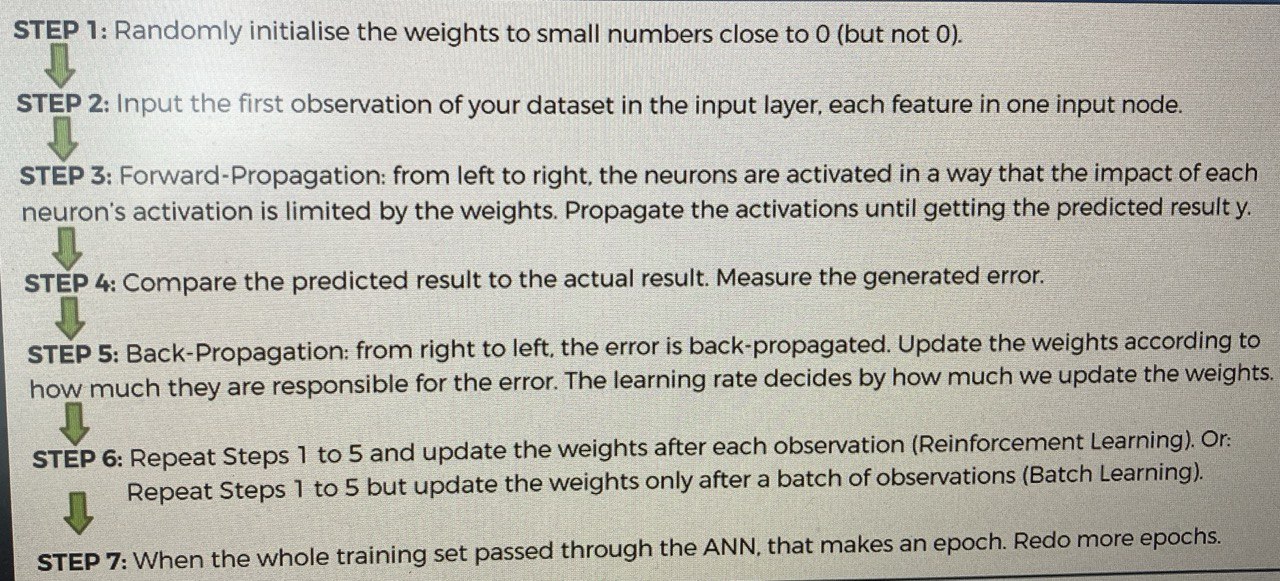 STEP 1: Randomly initialise the weights to small numbers close to 0 (but not 0).
STEP 2: Input the first observation of your dataset in the input layer, each feature in one input node.
STEP 3: Forward-Propagation: from left to right, the neurons are activated in a way that the impact of each
neuron's activation is limited by the weights. Propagate the activations until getting the predicted result y.
STEP 4: Compare the predicted result to the actual result. Measure the generated error.
STEP 5: Back-Propagation: from right to left, the error is back-propagated. Update the weights according to
how much they are responsible for the error. The learning rate decides by how much we update the weights.
STEP 6: Repeat Steps 1 to 5 and update the weights after each observation (Reinforcement Learning). Or:
Repeat Steps 1 to 5 but update the weights only after a batch of observations (Batch Learning).
STEP 7: When the whole training set passed through the ANN, that makes an epoch. Redo more epochs.